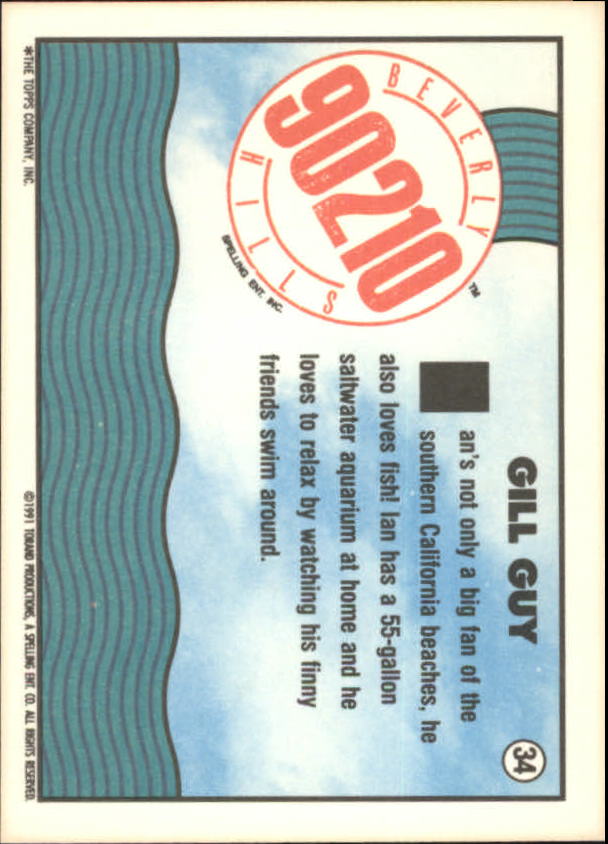 GILL GUY
34
an's not only a big fan of the
southern California beaches, he
also loves fish! Ian has a 55-gallon
saltwater aquarium at home and he
loves to relax by watching his finny
friends swim around.
BEVERLY
90210
HILLS
TM
SPELLING ENT. INC.
*THE TOPPS COMPANY, INC.
©1991 TORAND PRODUCTIONS, A SPELLING ENT. CO. ALL RIGHTS RESERVED.